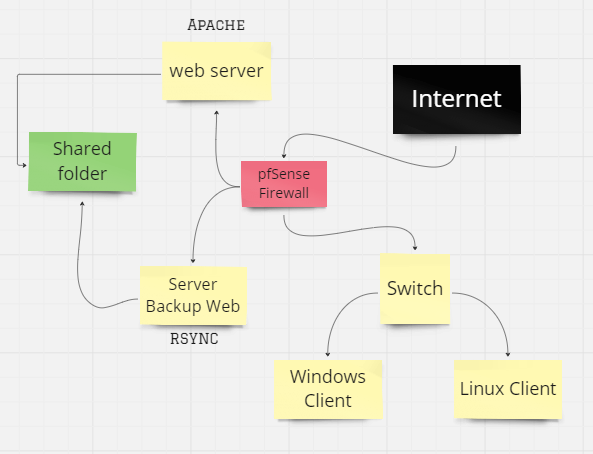 Apache
web server
Internet
Shared
folder
pfSense
Firewall
Server
Backup Web
RSYNC
Switch
Windows
Client
Linux Client